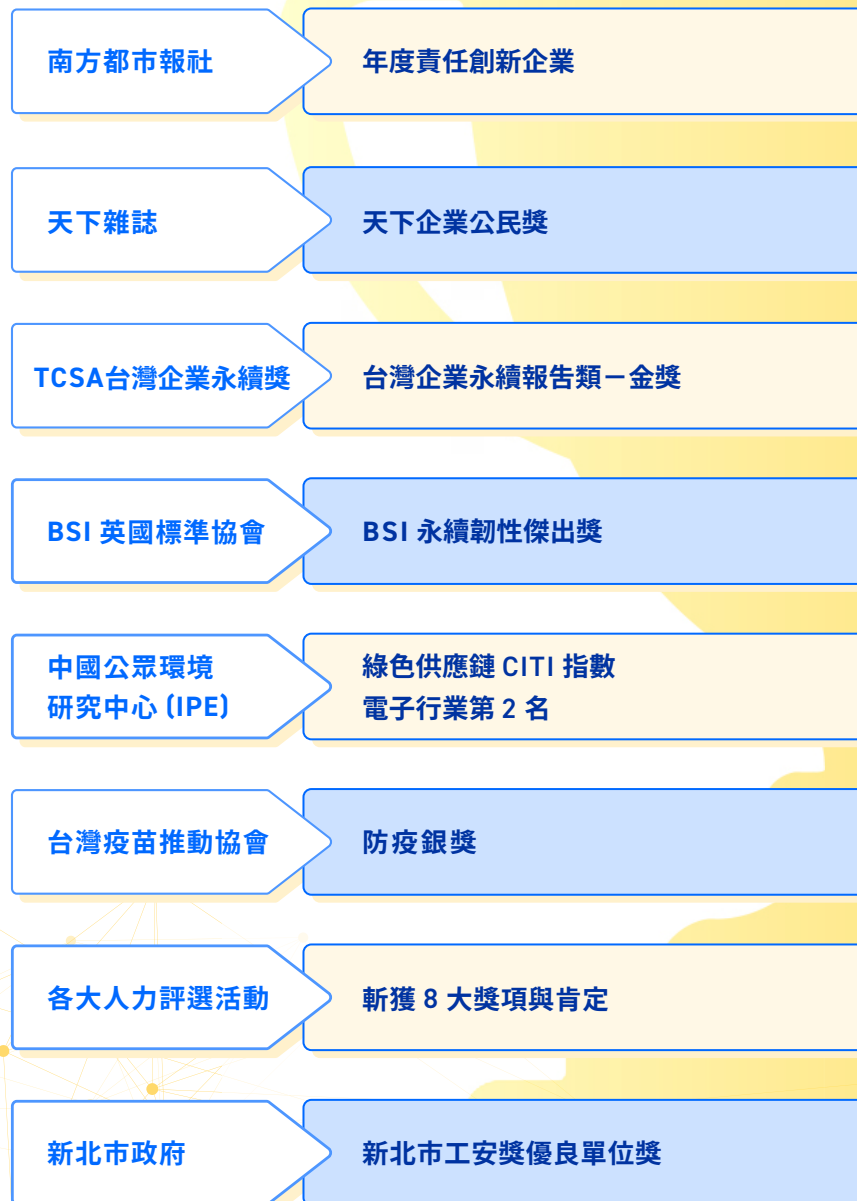 南方都市報社
年度責任創新企業
天下雜誌
天下企業公民獎
TCSA台灣企業永續獎
台灣企業永續報告類－金獎
BSI 英國標準協會
BSI 永續韌性傑出獎
中國公眾環境
研究中心 (IPE)
綠色供應鏈 CITI 指數
電子行業第 2 名
台灣疫苗推動協會
防疫銀獎
各大人力評選活動
斬獲 8 大獎項與肯定
新北市政府
新北市工安獎優良單位獎